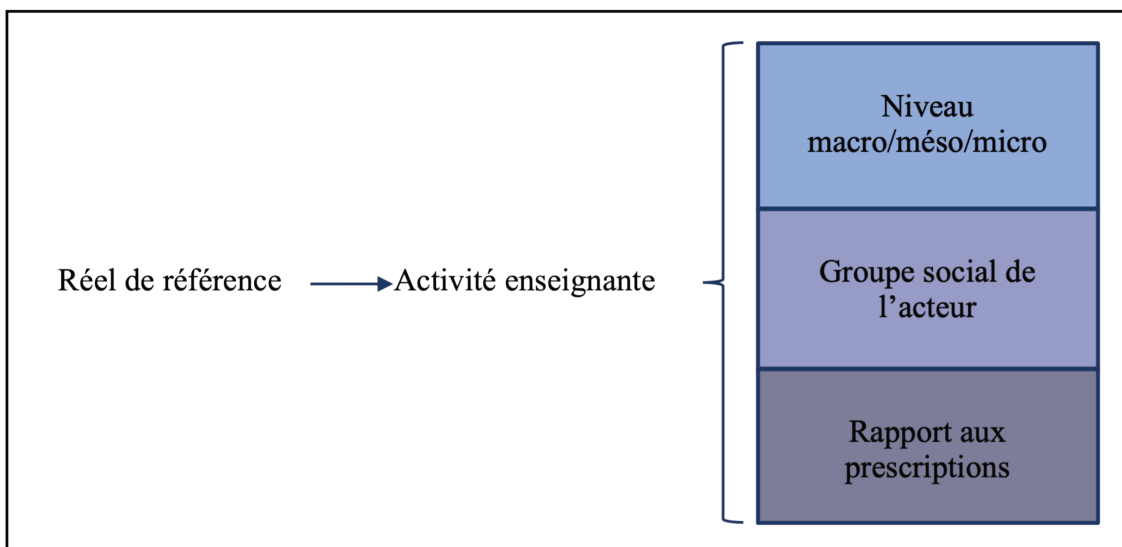 Réel de référence
Activité enseignante
Niveau
macro/méso/micro
Groupe social de
l’acteur
Rapport aux
prescriptions